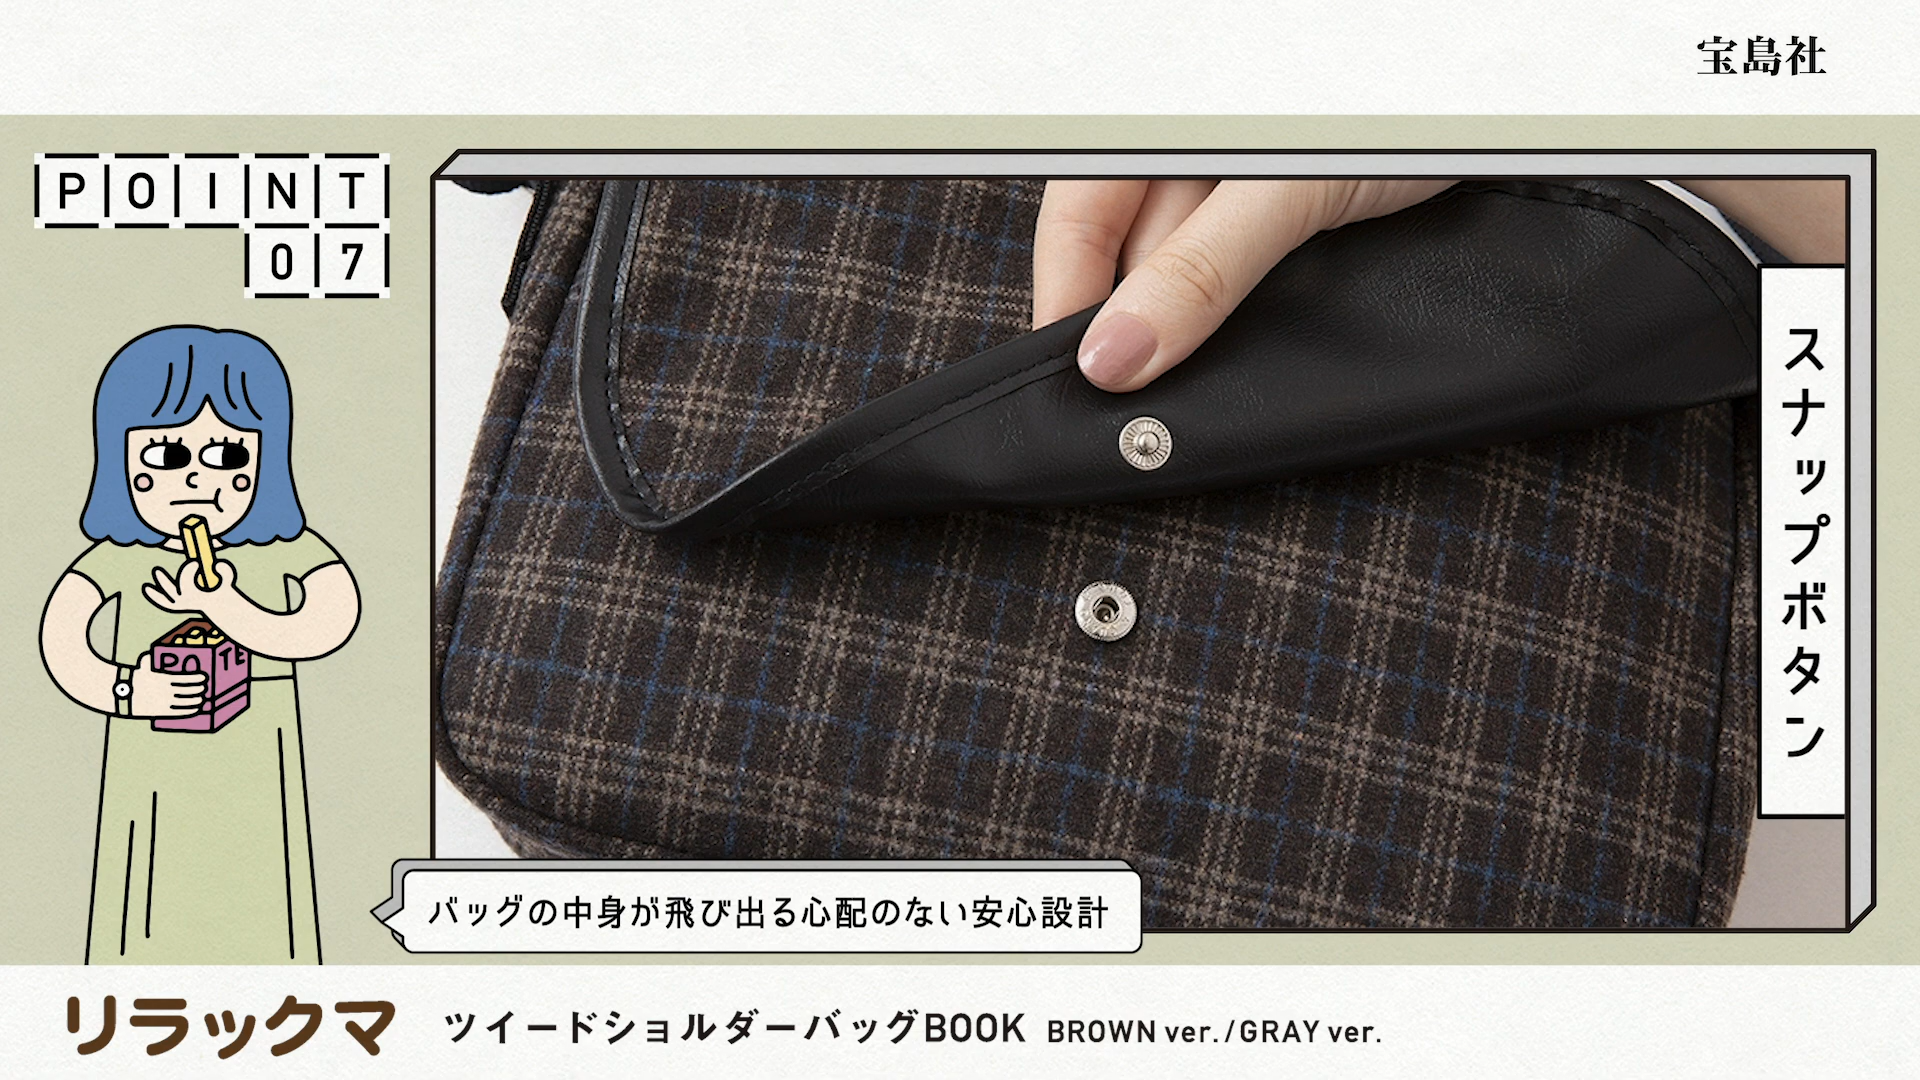 宝島社
POINT
07
スナップボタン
PO TE
バッグの中身が飛び出る心配のない安心設計
リラックマ ツイードショルダーバッグBOOK BROWN ver./GRAY ver.